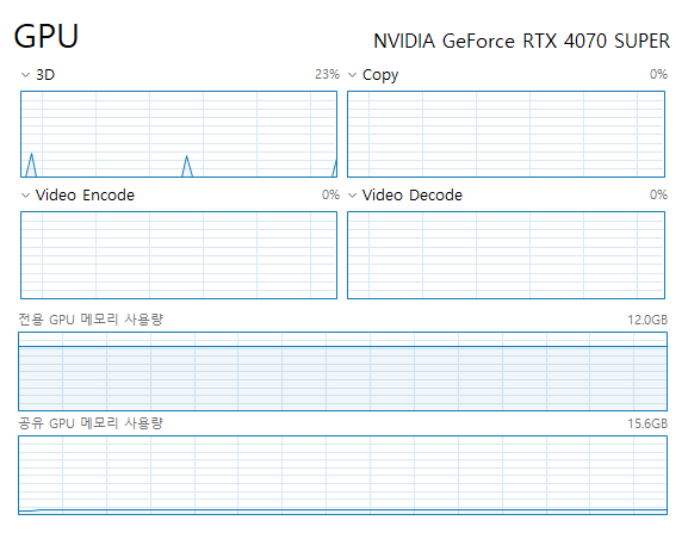 GPU
NVIDIA GeForce RTX 4070 SUPER
3D 23%
Copy 0%
Video Encode 0%
Video Decode 0%
전용 GPU 메모리 사용량 12.0GB
공유 GPU 메모리 사용량 15.6GB